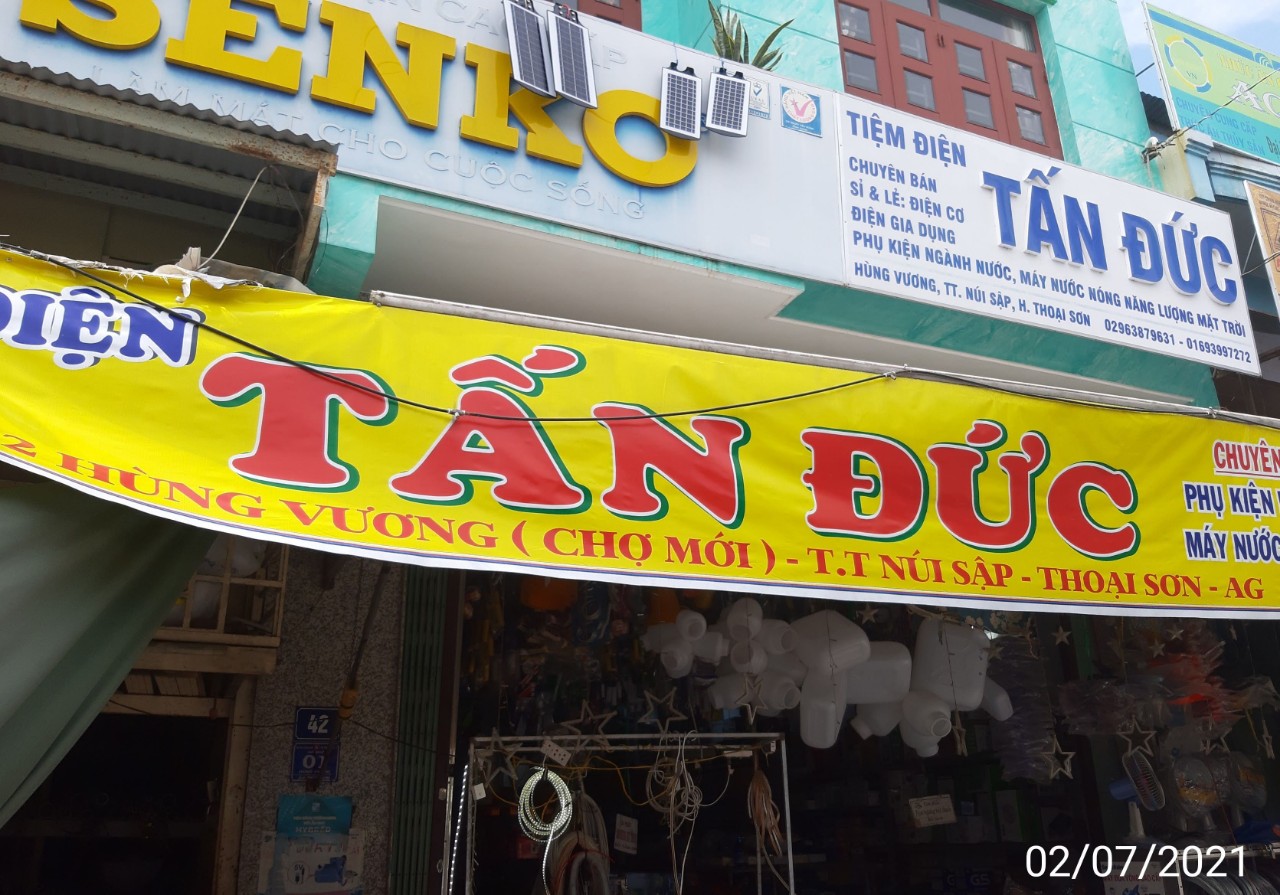 SENKO
LÀM MÁT CHO CUỘC SỐNG
TIỆM ĐIỆN
TẤN ĐỨC
CHUYÊN BÁN
SỈ & LẺ: ĐIỆN CƠ
ĐIỆN GIA DỤNG
PHỤ KIỆN NGÀNH NƯỚC, MÁY NƯỚC NÓNG NĂNG LƯỢNG MẶT TRỜI
HÙNG VƯƠNG, TT. NÚI SẬP, H. THOẠI SƠN 02963879631 - 01693997272
CHUYÊN CUNG CẤP
ĐIỆN
TẤN ĐỨC
2 HÙNG VƯƠNG ( CHỢ MỚI ) - T.T NÚI SẬP - THOẠI SƠN - AG
CHUYÊN
PHỤ KIỆN
MÁY NƯỚC
42
07
02/07/2021